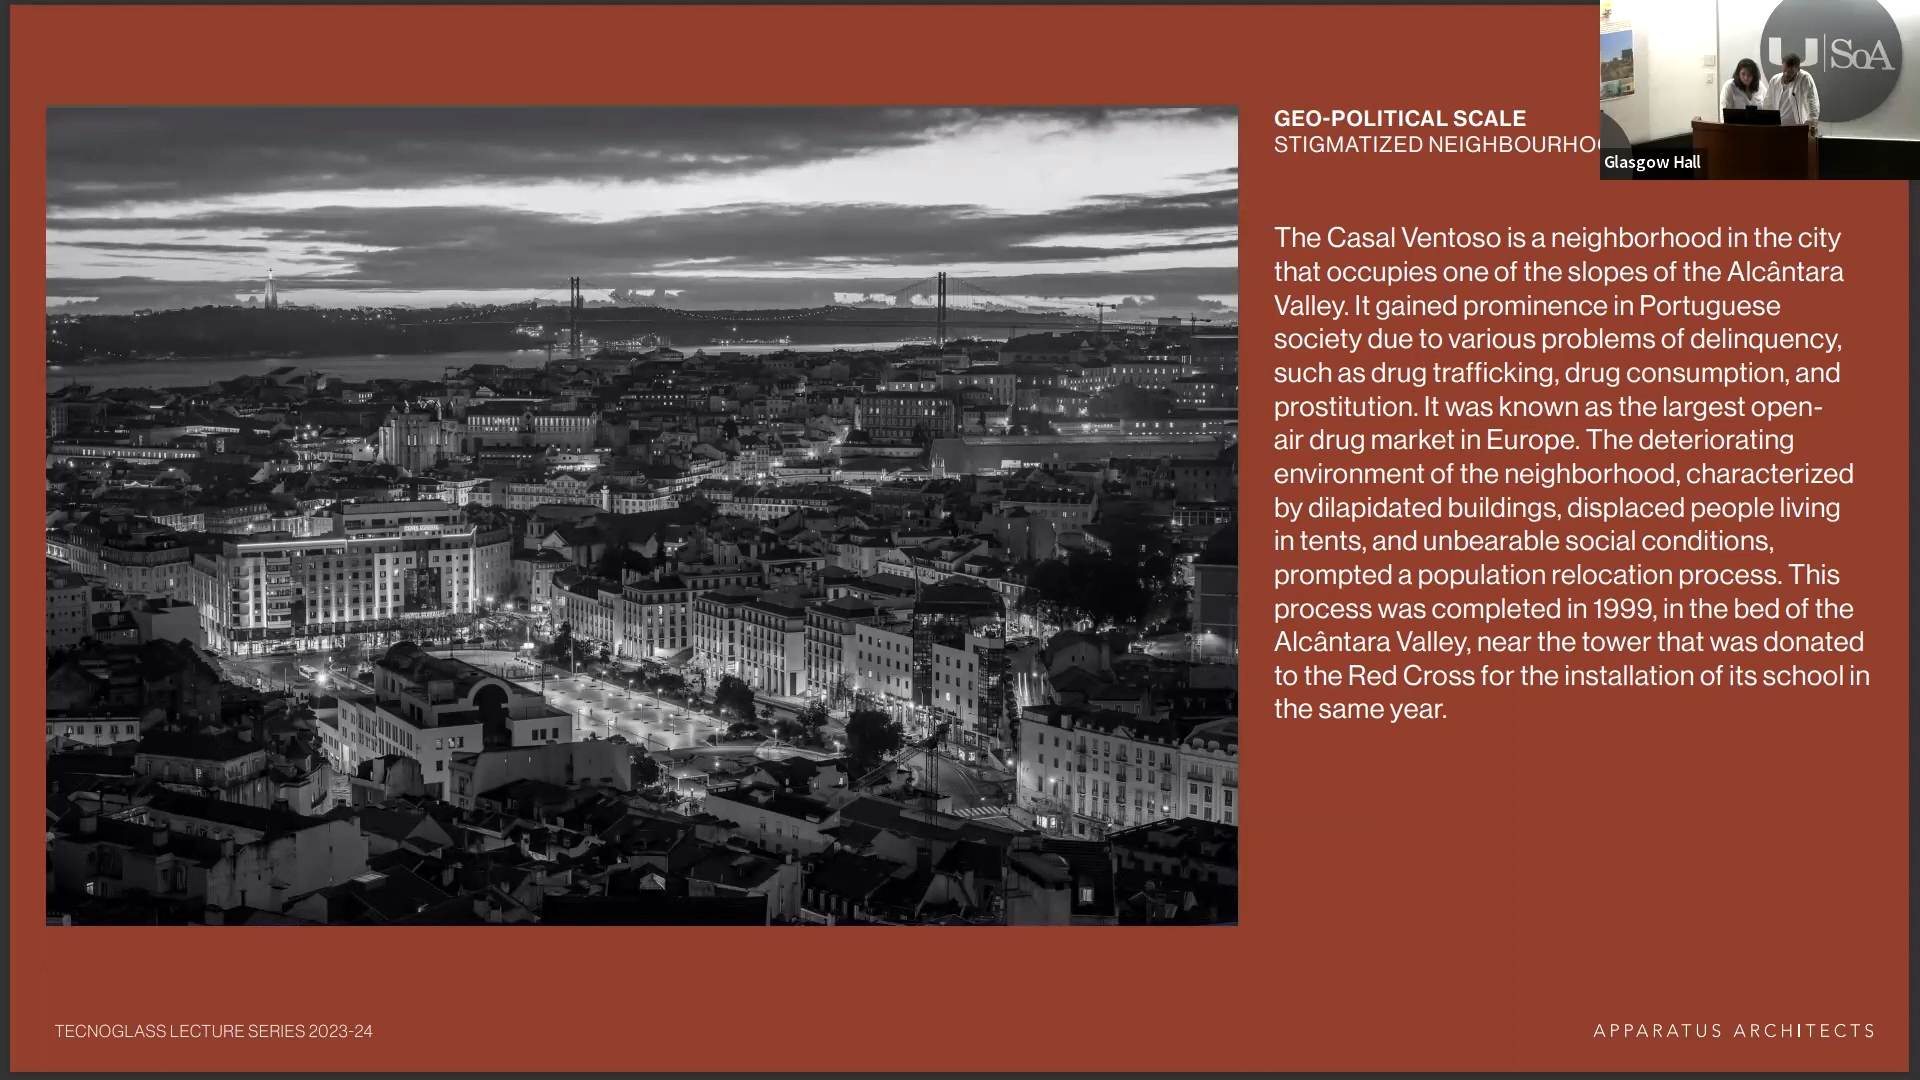 GEO-POLITICAL SCALE
STIGMATIZED
U SoA
Glasgow Hall
The Casal Ventoso is a neighborhood in the city
that occupies one of the slopes of the Alcântara
Valley. It gained prominence in Portuguese
society due to various problems of delinquency,
such as drug trafficking, drug consumption, and
prostitution. It was known as the largest open-
air drug market in Europe. The deteriorating
environment of the neighborhood, characterized
by dilapidated buildings, displaced people living
in tents, and unbearable social conditions,
prompted a population relocation process. This
process was completed in 1999, in the bed of the
Alcântara Valley, near the tower that was donated
to the Red Cross for the installation of its school in
the same year.
TECNOGLASS LECTURE SERIES 2023-24
APPARATUS ARCHITECTS